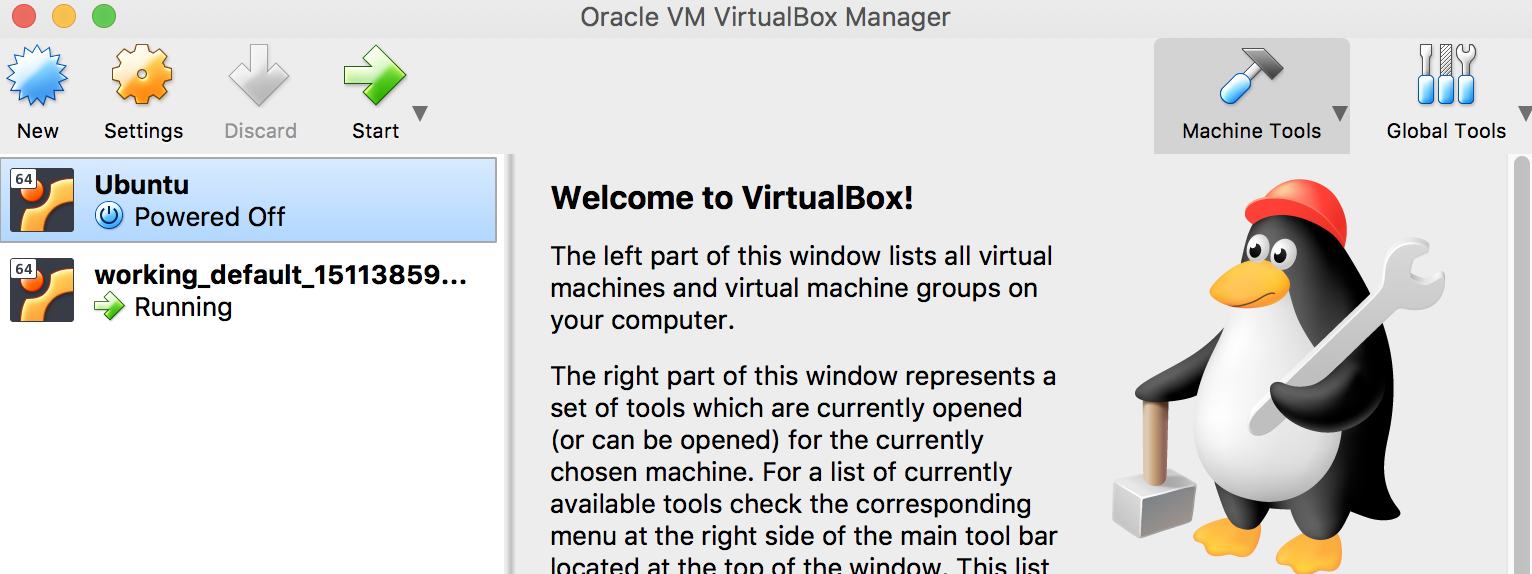 Oracle VM VirtualBox Manager
New
Settings
Discard
Start
Machine Tools
Global Tools
64
Ubuntu
Powered Off
64
working_default_15113859...
Running
Welcome to VirtualBox!
The left part of this window lists all virtual
machines and virtual machine groups on
your computer.
The right part of this window represents a
set of tools which are currently opened
(or can be opened) for the currently
chosen machine. For a list of currently
available tools check the corresponding
menu at the right side of the main tool bar
located at the top of the window. This list